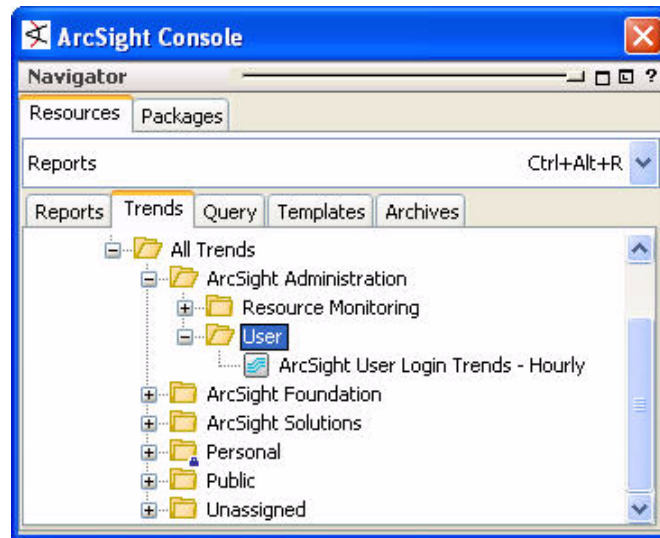 ArcSight Console
Navigator ?
Resources Packages
Reports Ctrl+Alt+R
Reports Trends Query Templates Archives
All Trends
ArcSight Administration
Resource Monitoring
User
ArcSight User Login Trends - Hourly
ArcSight Foundation
ArcSight Solutions
Personal
Public
Unassigned